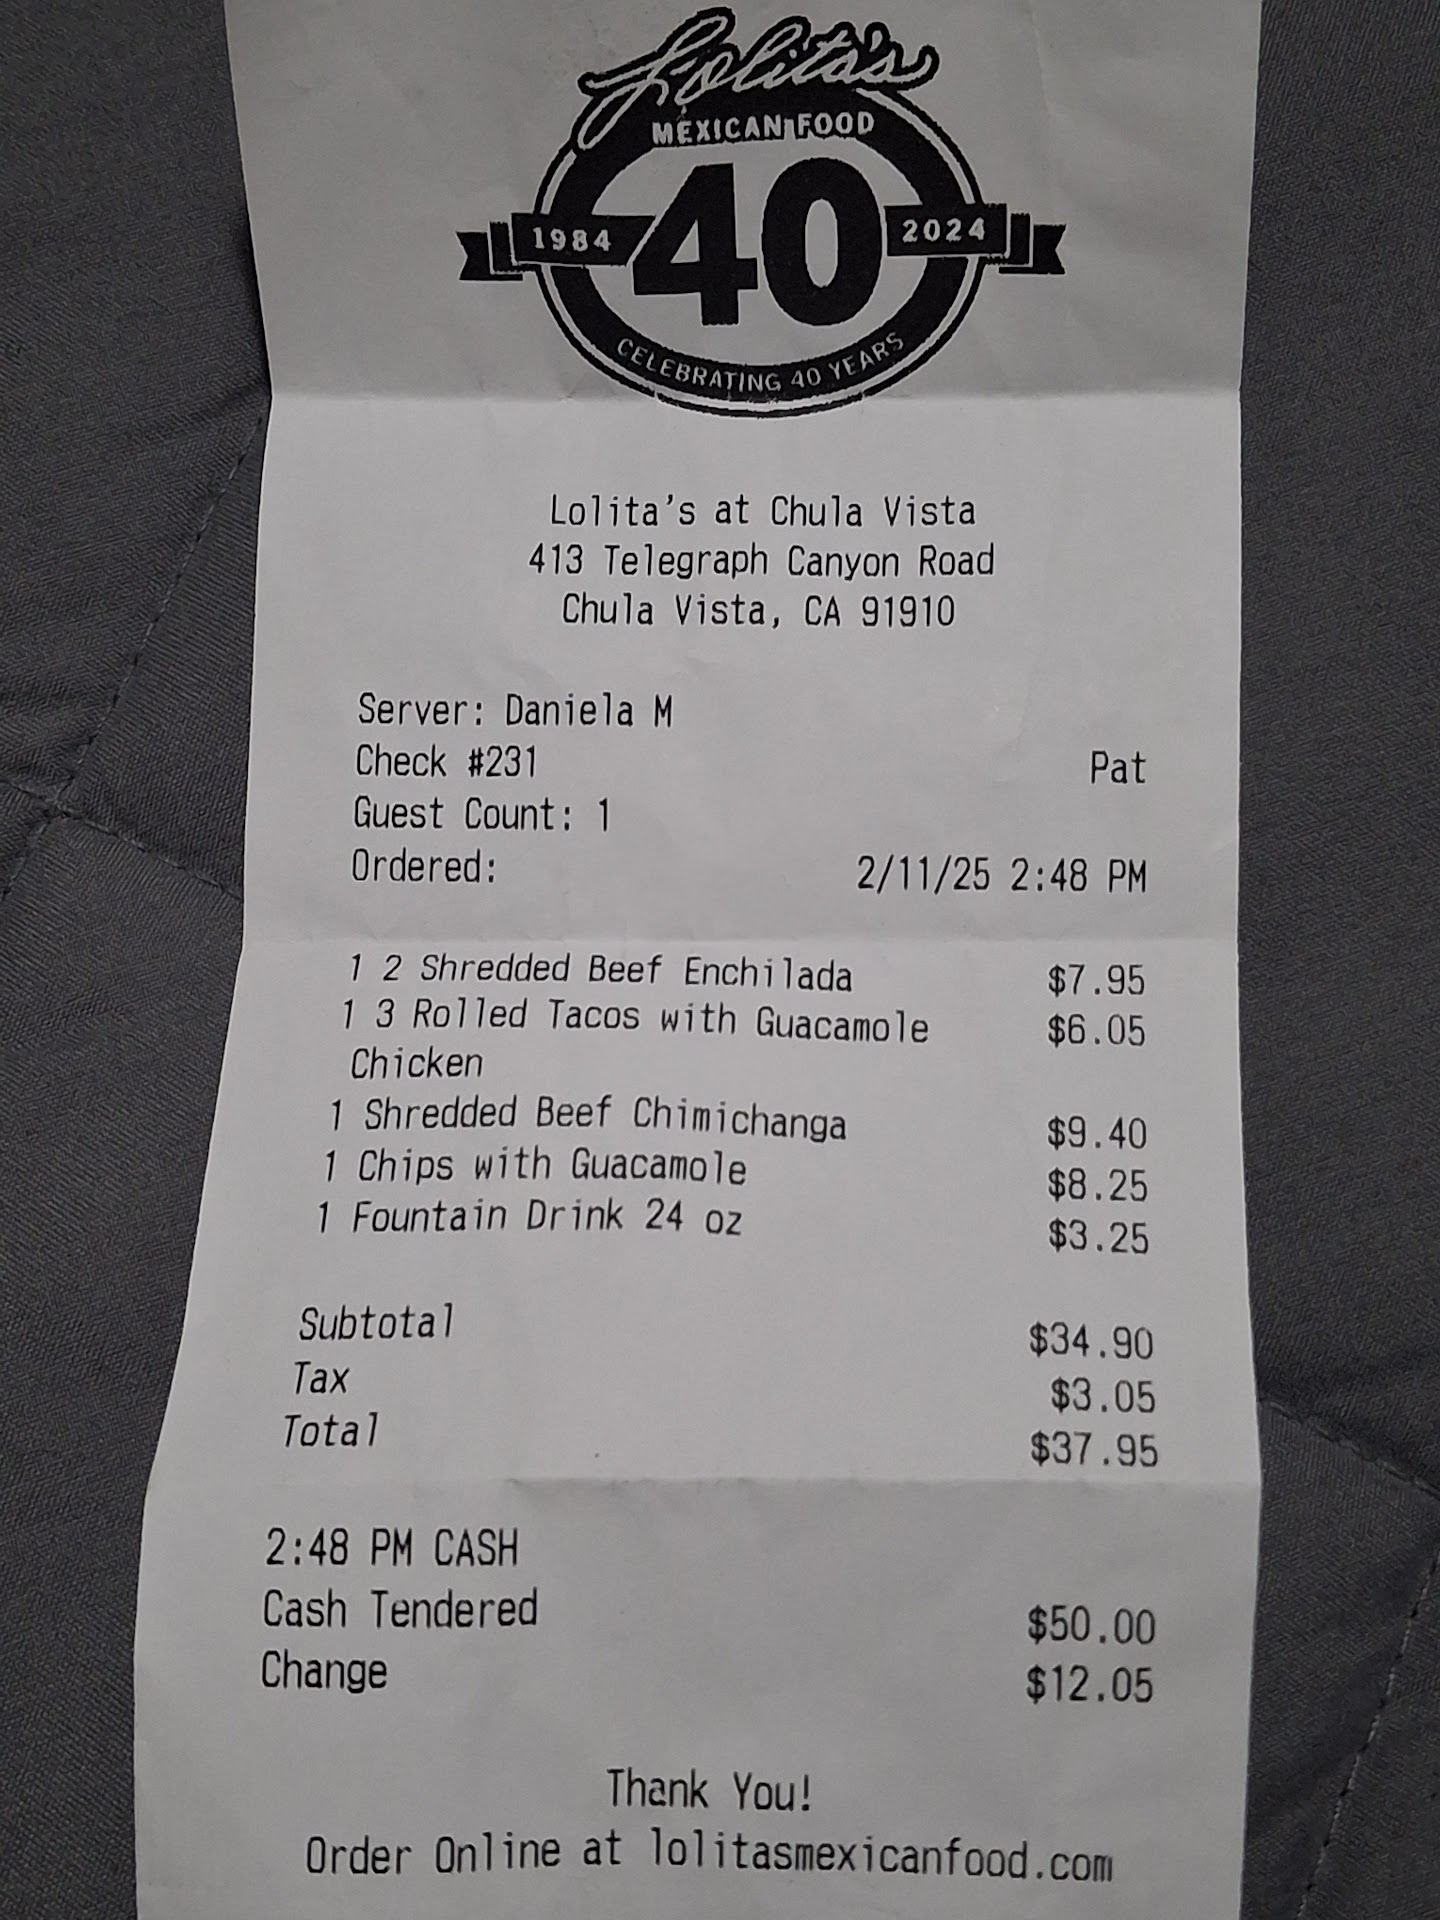 Lolita's
MEXICAN FOOD
1984 40 2024
CELEBRATING 40 YEARS
Lolita's at Chula Vista
413 Telegraph Canyon Road
Chula Vista, CA 91910
Server: Daniela M
Check #231 Pat
Guest Count: 1
Ordered: 2/11/25 2:48 PM
1 2 Shredded Beef Enchilada $7.95
1 3 Rolled Tacos with Guacamole $6.05
Chicken
1 Shredded Beef Chimichanga $9.40
1 Chips with Guacamole $8.25
1 Fountain Drink 24 oz $3.25
Subtotal $34.90
Tax $3.05
Total $37.95
2:48 PM CASH
Cash Tendered $50.00
Change $12.05
Thank You!
Order Online at lolitasmexicanfood.com